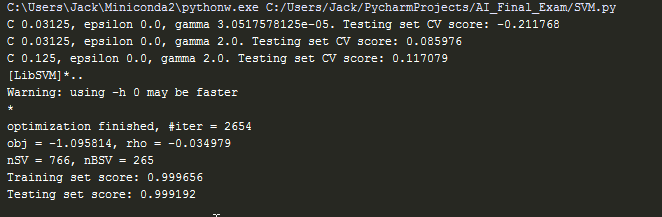 C:\Users\Jack\Miniconda2\pythonw.exe C:/Users/Jack/PycharmProjects/AI_Final_Exam/SVM.py
C 0.03125, epsilon 0.0, gamma 3.0517578125e-05. Testing set CV score: -0.211768
C 0.03125, epsilon 0.0, gamma 2.0. Testing set CV score: 0.085976
C 0.125, epsilon 0.0, gamma 2.0. Testing set CV score: 0.117079
[LibSVM]*..
Warning: using -h 0 may be faster
*
optimization finished, #iter = 2654
obj = -1.095814, rho = -0.034979
nSV = 766, nBSV = 265
Training set score: 0.999656
Testing set score: 0.999192